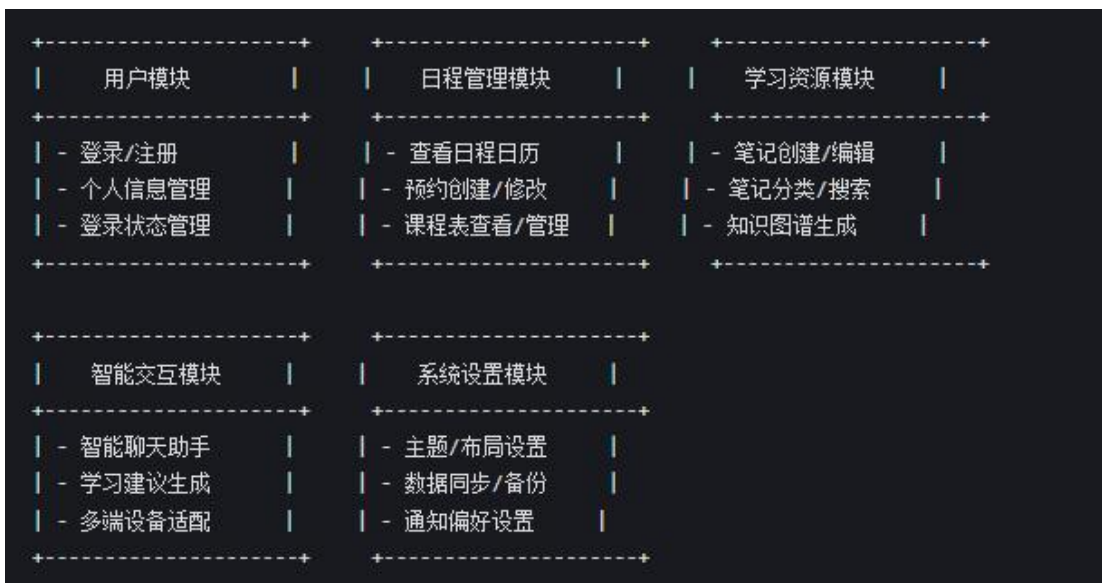 用户模块
- 登录/注册
- 个人信息管理
- 登录状态管理
日程管理模块
- 查看日程日历
- 预约创建/修改
- 课程表查看/管理
学习资源模块
- 笔记创建/编辑
- 笔记分类/搜索
- 知识图谱生成
智能交互模块
- 智能聊天助手
- 学习建议生成
- 多端设备适配
系统设置模块
- 主题/布局设置
- 数据同步/备份
- 通知偏好设置